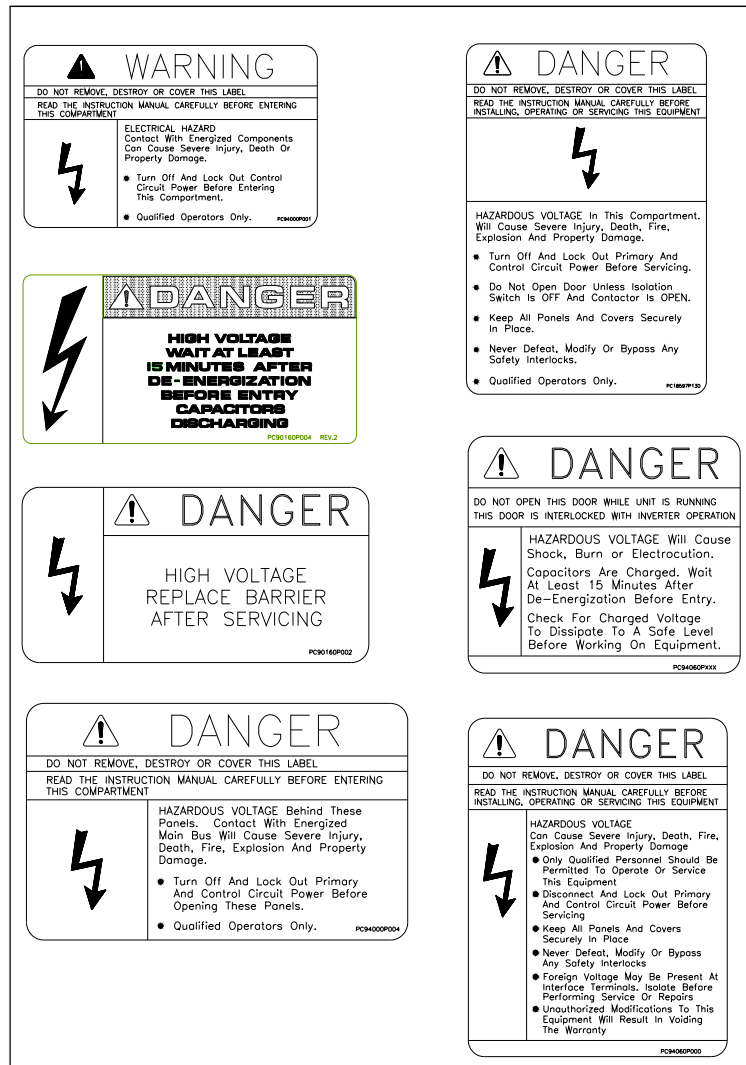 WARNING
DO NOT REMOVE, DESTROY OR COVER THIS LABEL
READ THE INSTRUCTION MANUAL CAREFULLY BEFORE ENTERING
THIS COMPARTMENT
ELECTRICAL HAZARD
Contact With Energized Components
Can Cause Severe Injury, Death Or
Property Damage.
Turn Off And Lock Out Control
Circuit Power Before Entering
This Compartment.
Qualified Operators Only.
PC94000P001
DANGER
HIGH VOLTAGE
WAIT AT LEAST
15 MINUTES AFTER
DE-ENERGIZATION
BEFORE ENTRY
CAPACITORS
DISCHARGING
PC90160P004 REV.2
DANGER
HIGH VOLTAGE
REPLACE BARRIER
AFTER SERVICING
PC90160P002
DANGER
DO NOT REMOVE, DESTROY OR COVER THIS LABEL
READ THE INSTRUCTION MANUAL CAREFULLY BEFORE ENTERING
THIS COMPARTMENT
HAZARDOUS VOLTAGE Behind These
Panels. Contact With Energized
Main Bus Will Cause Severe Injury,
Death, Fire, Explosion And Property
Damage.
Turn Off And Lock Out Primary
And Control Circuit Power Before
Opening These Panels.
Qualified Operators Only.
PC94000P004
DANGER
DO NOT REMOVE, DESTROY OR COVER THIS LABEL
READ THE INSTRUCTION MANUAL CAREFULLY BEFORE
INSTALLING, OPERATING OR SERVICING THIS EQUIPMENT
HAZARDOUS VOLTAGE In This Compartment.
Will Cause Severe Injury, Death, Fire,
Explosion And Property Damage.
Turn Off And Lock Out Primary And
Control Circuit Power Before Servicing.
Do Not Open Door Unless Isolation
Switch Is OFF And Contactor Is OPEN.
Keep All Panels And Covers Securely
In Place.
Never Defeat, Modify Or Bypass Any
Safety Interlocks.
Qualified Operators Only.
PC18697P130
DANGER
DO NOT OPEN THIS DOOR WHILE UNIT IS RUNNING
THIS DOOR IS INTERLOCKED WITH INVERTER OPERATION
HAZARDOUS VOLTAGE Will Cause
Shock, Burn or Electrocution.
Capacitors Are Charged. Wait
At Least 15 Minutes After
De-Energization Before Entry.
Check For Charged Voltage
To Dissipate To A Safe Level
Before Working On Equipment.
PC94060PXXX
DANGER
DO NOT REMOVE, DESTROY OR COVER THIS LABEL
READ THE INSTRUCTION MANUAL CAREFULLY BEFORE
INSTALLING, OPERATING OR SERVICING THIS EQUIPMENT
HAZARDOUS VOLTAGE
Can Cause Severe Injury, Death, Fire,
Explosion And Property Damage
Only Qualified Personnel Should Be
Permitted To Operate Or Service
This Equipment
Disconnect And Lock Out Primary
And Control Circuit Power Before
Servicing
Keep All Panels And Covers
Securely In Place
Never Defeat, Modify Or Bypass
Any Safety Interlocks
Foreign Voltage May Be Present At
Interface Terminals. Isolate Before
Performing Service Or Repairs
Unauthorized Modifications To This
Equipment Will Result In Voiding
The Warranty
PC94060P000